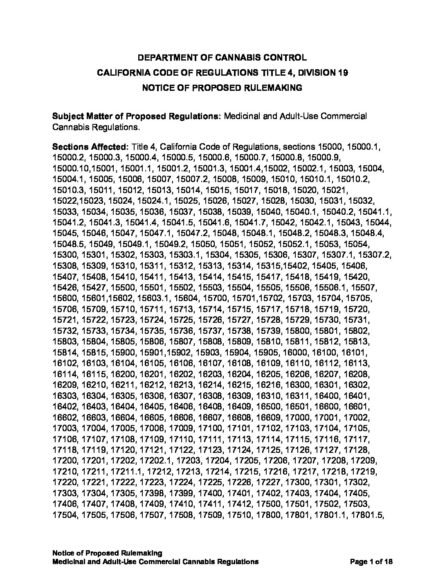 DEPARTMENT OF CANNABIS CONTROL
CALIFORNIA CODE OF REGULATIONS TITLE 4, DIVISION 19
NOTICE OF PROPOSED RULEMAKING
Subject Matter of Proposed Regulations: Medicinal and Adult-Use Commercial
Cannabis Regulations.
Sections Affected: Title 4, California Code of Regulations, sections 15000, 15000.1,
15000.2, 15000.3, 15000.4, 15000.5, 15000.6, 15000.7, 15000.8, 15000.9,
15000.10,15001, 15001.1, 15001.2, 15001.3, 15001.4,15002, 15002.1, 15003, 15004,
15004.1, 15005, 15006, 15007, 15007.2, 15008, 15009, 15010, 15010.1, 15010.2,
15010.3, 15011, 15012, 15013, 15014, 15015, 15017, 15018, 15020, 15021,
15022,15023, 15024, 15024.1, 15025, 15026, 15027, 15028, 15030, 15031, 15032,
15033, 15034, 15035, 15036, 15037, 15038, 15039, 15040, 15040.1, 15040.2, 15041.1,
15041.2, 15041.3, 15041.4, 15041.5, 15041.6, 15041.7, 15042, 15042.1, 15043, 15044,
15045, 15046, 15047, 15047.1, 15047.2, 15048, 15048.1, 15048.2, 15048.3, 15048.4,
15048.5, 15049, 15049.1, 15049.2, 15050, 15051, 15052, 15052.1, 15053, 15054,
15300, 15301, 15302, 15303, 15303.1, 15304, 15305, 15306, 15307, 15307.1, 15307.2,
15308, 15309, 15310, 15311, 15312, 15313, 15314, 15315,15402, 15405, 15406,
15407, 15408, 15410, 15411, 15413, 15414, 15415, 15417, 15418, 15419, 15420,
15426, 15427, 15500, 15501, 15502, 15503, 15504, 15505, 15506, 15506.1, 15507,
15600, 15601,15602, 15603.1, 15604, 15700, 15701,15702, 15703, 15704, 15705,
15706, 15709, 15710, 15711, 15713, 15714, 15715, 15717, 15718, 15719, 15720,
15721, 15722, 15723, 15724, 15725, 15726, 15727, 15728, 15729, 15730, 15731,
15732, 15733, 15734, 15735, 15736, 15737, 15738, 15739, 15800, 15801, 15802,
15803, 15804, 15805, 15806, 15807, 15808, 15809, 15810, 15811, 15812, 15813,
15814, 15815, 15900, 15901,15902, 15903, 15904, 15905, 16000, 16100, 16101,
16102, 16103, 16104, 16105, 16106, 16107, 16108, 16109, 16110, 16112, 16113,
16114, 16115, 16200, 16201, 16202, 16203, 16204, 16205, 16206, 16207, 16208,
16209, 16210, 16211, 16212, 16213, 16214, 16215, 16216, 16300, 16301, 16302,
16303, 16304, 16305, 16306, 16307, 16308, 16309, 16310, 16311, 16400, 16401,
16402, 16403, 16404, 16405, 16406, 16408, 16409, 16500, 16501, 16600, 16601,
16602, 16603, 16604, 16605, 16606, 16607, 16608, 16609, 17000, 17001, 17002,
17003, 17004, 17005, 17006, 17009, 17100, 17101, 17102, 17103, 17104, 17105,
17106, 17107, 17108, 17109, 17110, 17111, 17113, 17114, 17115, 17116, 17117,
17118, 17119, 17120, 17121, 17122, 17123, 17124, 17125, 17126, 17127, 17128,
17200, 17201, 17202, 17202.1, 17203, 17204, 17205, 17206, 17207, 17208, 17209,
17210, 17211, 17211.1, 17212, 17213, 17214, 17215, 17216, 17217, 17218, 17219,
17220, 17221, 17222, 17223, 17224, 17225, 17226, 17227, 17300, 17301, 17302,
17303, 17304, 17305, 17398, 17399, 17400, 17401, 17402, 17403, 17404, 17405,
17406, 17407, 17408, 17409, 17410, 17411, 17412, 17500, 17501, 17502, 17503,
17504, 17505, 17506, 17507, 17508, 17509, 17510, 17800, 17801, 17801.1, 17801.5,
Notice of Proposed Rulemaking
Medicinal and Adult-Use Commercial Cannabis Regulations Page 1 of 18